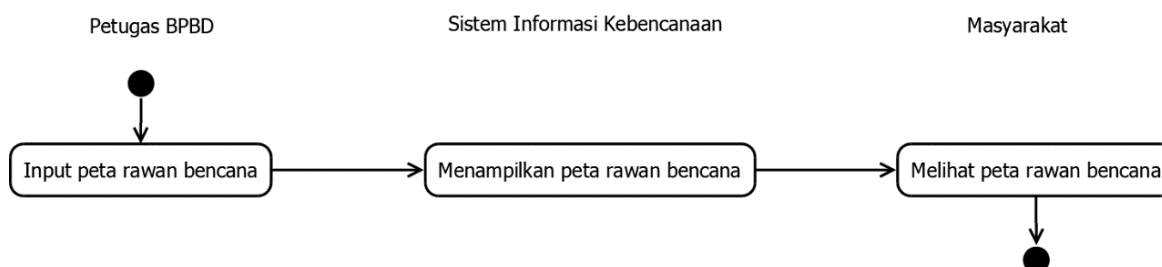 Petugas BPBD
Sistem Informasi Kebencanaan
Masyarakat
Input peta rawan bencana
Menampilkan peta rawan bencana
Melihat peta rawan bencana